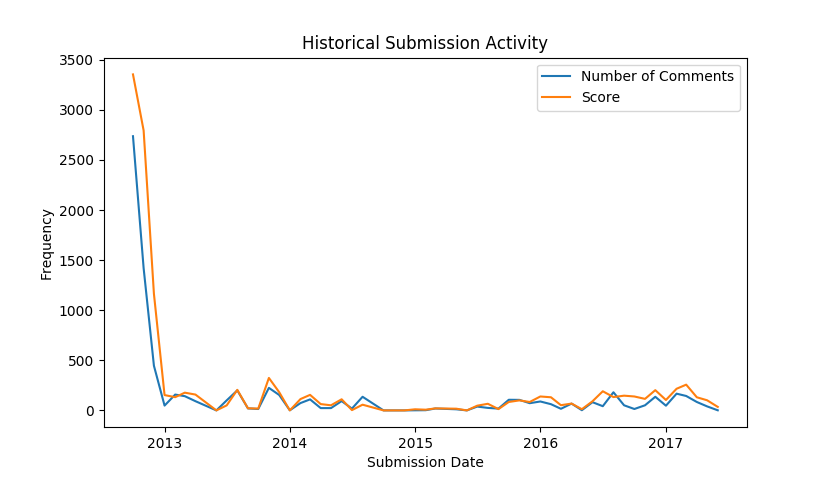 Historical Submission Activity
3500
3000
2500
2000
1500
1000
500
0
Frequency
Number of Comments
Score
2013 2014 2015 2016 2017
Submission Date